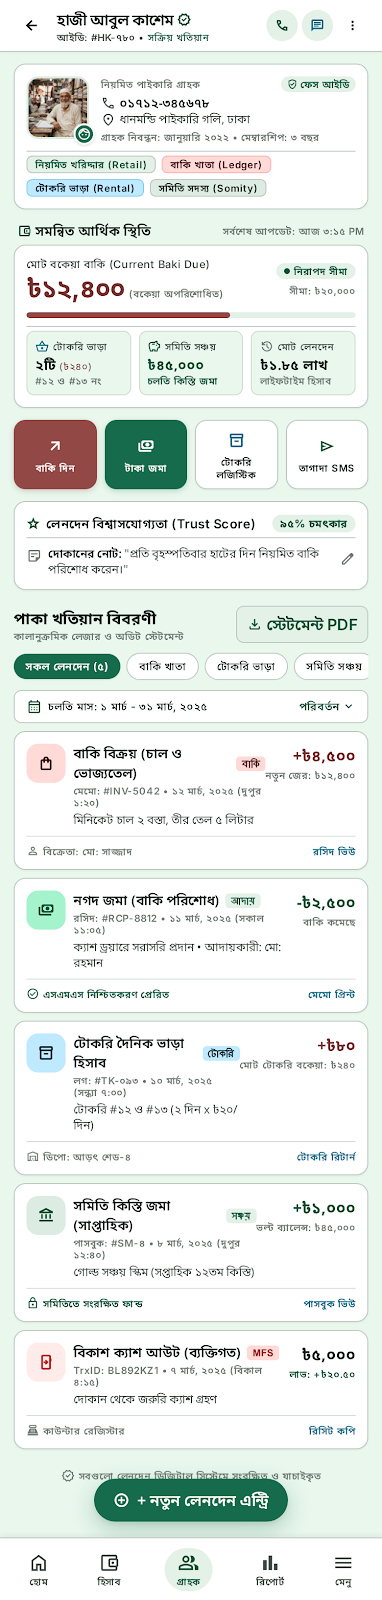 হাজী আবুল কাশেম
আইডি: #HK-৭৮০ • সক্রিয় খতিয়ান
নিয়মিত পাইকারি গ্রাহক
ফেস আইডি
০১৭১২-৩৪৫৬৭৮
ধানমন্ডি পাইকারি গলি, ঢাকা
গ্রাহক নিবন্ধন: জানুয়ারি ২০২২ • মেম্বারশিপ: ৩ বছর
নিয়মিত খরিদ্দার (Retail)
বাকি খাতা (Ledger)
টোকরি ভাড়া (Rental)
সমিতি সদস্য (Somity)
সমন্বিত আর্থিক স্থিতি
সর্বশেষ আপডেট: আজ ৩:১৫ PM
মোট বকেয়া বাকি (Current Baki Due)
নিরাপদ সীমা
৳১২,৪০০ (বকেয়া অপরিশোধিত)
সীমা: ৳২০,০০০
টোকরি ভাড়া
২টি (৳২৪০)
#১২ ও #১৩ নং
সমিতি সঞ্চয়
৳৪৫,০০০
চলতি কিস্তি জমা
মোট লেনদেন
৳১.৮৫ লাখ
লাইফটাইম হিসাব
বাকি দিন
টাকা জমা
টোকরি
লজিস্টিক
তাগাদা SMS
লেনদেন বিশ্বাসযোগ্যতা (Trust Score)
৯৫% চমৎকার
দোকানের নোট: "প্রতি বৃহস্পতিবার হাটের দিন নিয়মিত বাকি
পরিশোধ করেন।"
পাকা খতিয়ান বিবরণী
কালানুক্রমিক লেজার ও অডিট স্টেটমেন্ট
স্টেটমেন্ট PDF
সকল লেনদেন (৫)
বাকি খাতা
টোকরি ভাড়া
সমিতি সঞ্চয়
চলতি মাস: ১ মার্চ - ৩১ মার্চ, ২০২৫
পরিবর্তন
বাকি বিক্রয় (চাল ও
ভোজ্যতেল)
বাকি
+৳৪,৫০০
নতুন জের: ৳১২,৪০০
মেমো: #INV-5042 • ১২ মার্চ, ২০২৫ (দুপুর
১:২০)
মিনিকেট চাল ২ বস্তা, তীর তেল ৫ লিটার
বিক্রেতা: মো: সাজ্জাদ
রসিদ ভিউ
নগদ জমা (বাকি পরিশোধ)
আদায়
-৳২,৫০০
বাকি কমেছে
রশিদ: #RCP-8812 • ১১ মার্চ, ২০২৫ (সকাল
১১:০৫)
ক্যাশ ড্রয়ারে সরাসরি প্রদান • আদায়কারী: মো:
রহমান
এসএমএস নিশ্চিতকরণ প্রেরিত
মেমো প্রিন্ট
টোকরি দৈনিক ভাড়া
হিসাব
টোকরি
+৳৮০
মোট টোকরি বকেয়া: ৳২৪০
লগ: #TK-০৯৩ • ১০ মার্চ, ২০২৫
(সন্ধ্যা ৭:০০)
টোকরি #১২ ও #১৩ (২ দিন x ৳২০/
দিন)
ডিপো: আড়ৎ শেড-৪
টোকরি রিটার্ন
সমিতি কিস্তি জমা
(সাপ্তাহিক)
সঞ্চয়
+৳১,০০০
ভল্ট ব্যালেন্স: ৳৪৫,০০০
পাসবুক: #SM-৪ • ৮ মার্চ, ২০২৫ (দুপুর
১২:৪০)
গোল্ড সঞ্চয় স্কিম (সপ্তাহিক ১২তম কিস্তি)
সমিতিতে সংরক্ষিত ফান্ড
পাসবুক ভিউ
বিকাশ ক্যাশ আউট (ব্যক্তিগত)
MFS
৳৫,০০০
লাভ: +৳২০.৫০
TrxID: BL892KZ1 • ৭ মার্চ, ২০২৫ (বিকাল
৪:১৫)
দোকান থেকে জরুরি ক্যাশ গ্রহণ
কাউন্টার রেজিস্টার
রিসিট কপি
সবগুলো লেনদেন ডিজিটাল সিস্টেমে সংরক্ষিত ও যাচাইকৃত
+ নতুন লেনদেন এন্ট্রি
হোম
হিসাব
গ্রাহক
রিপোর্ট
মেনু